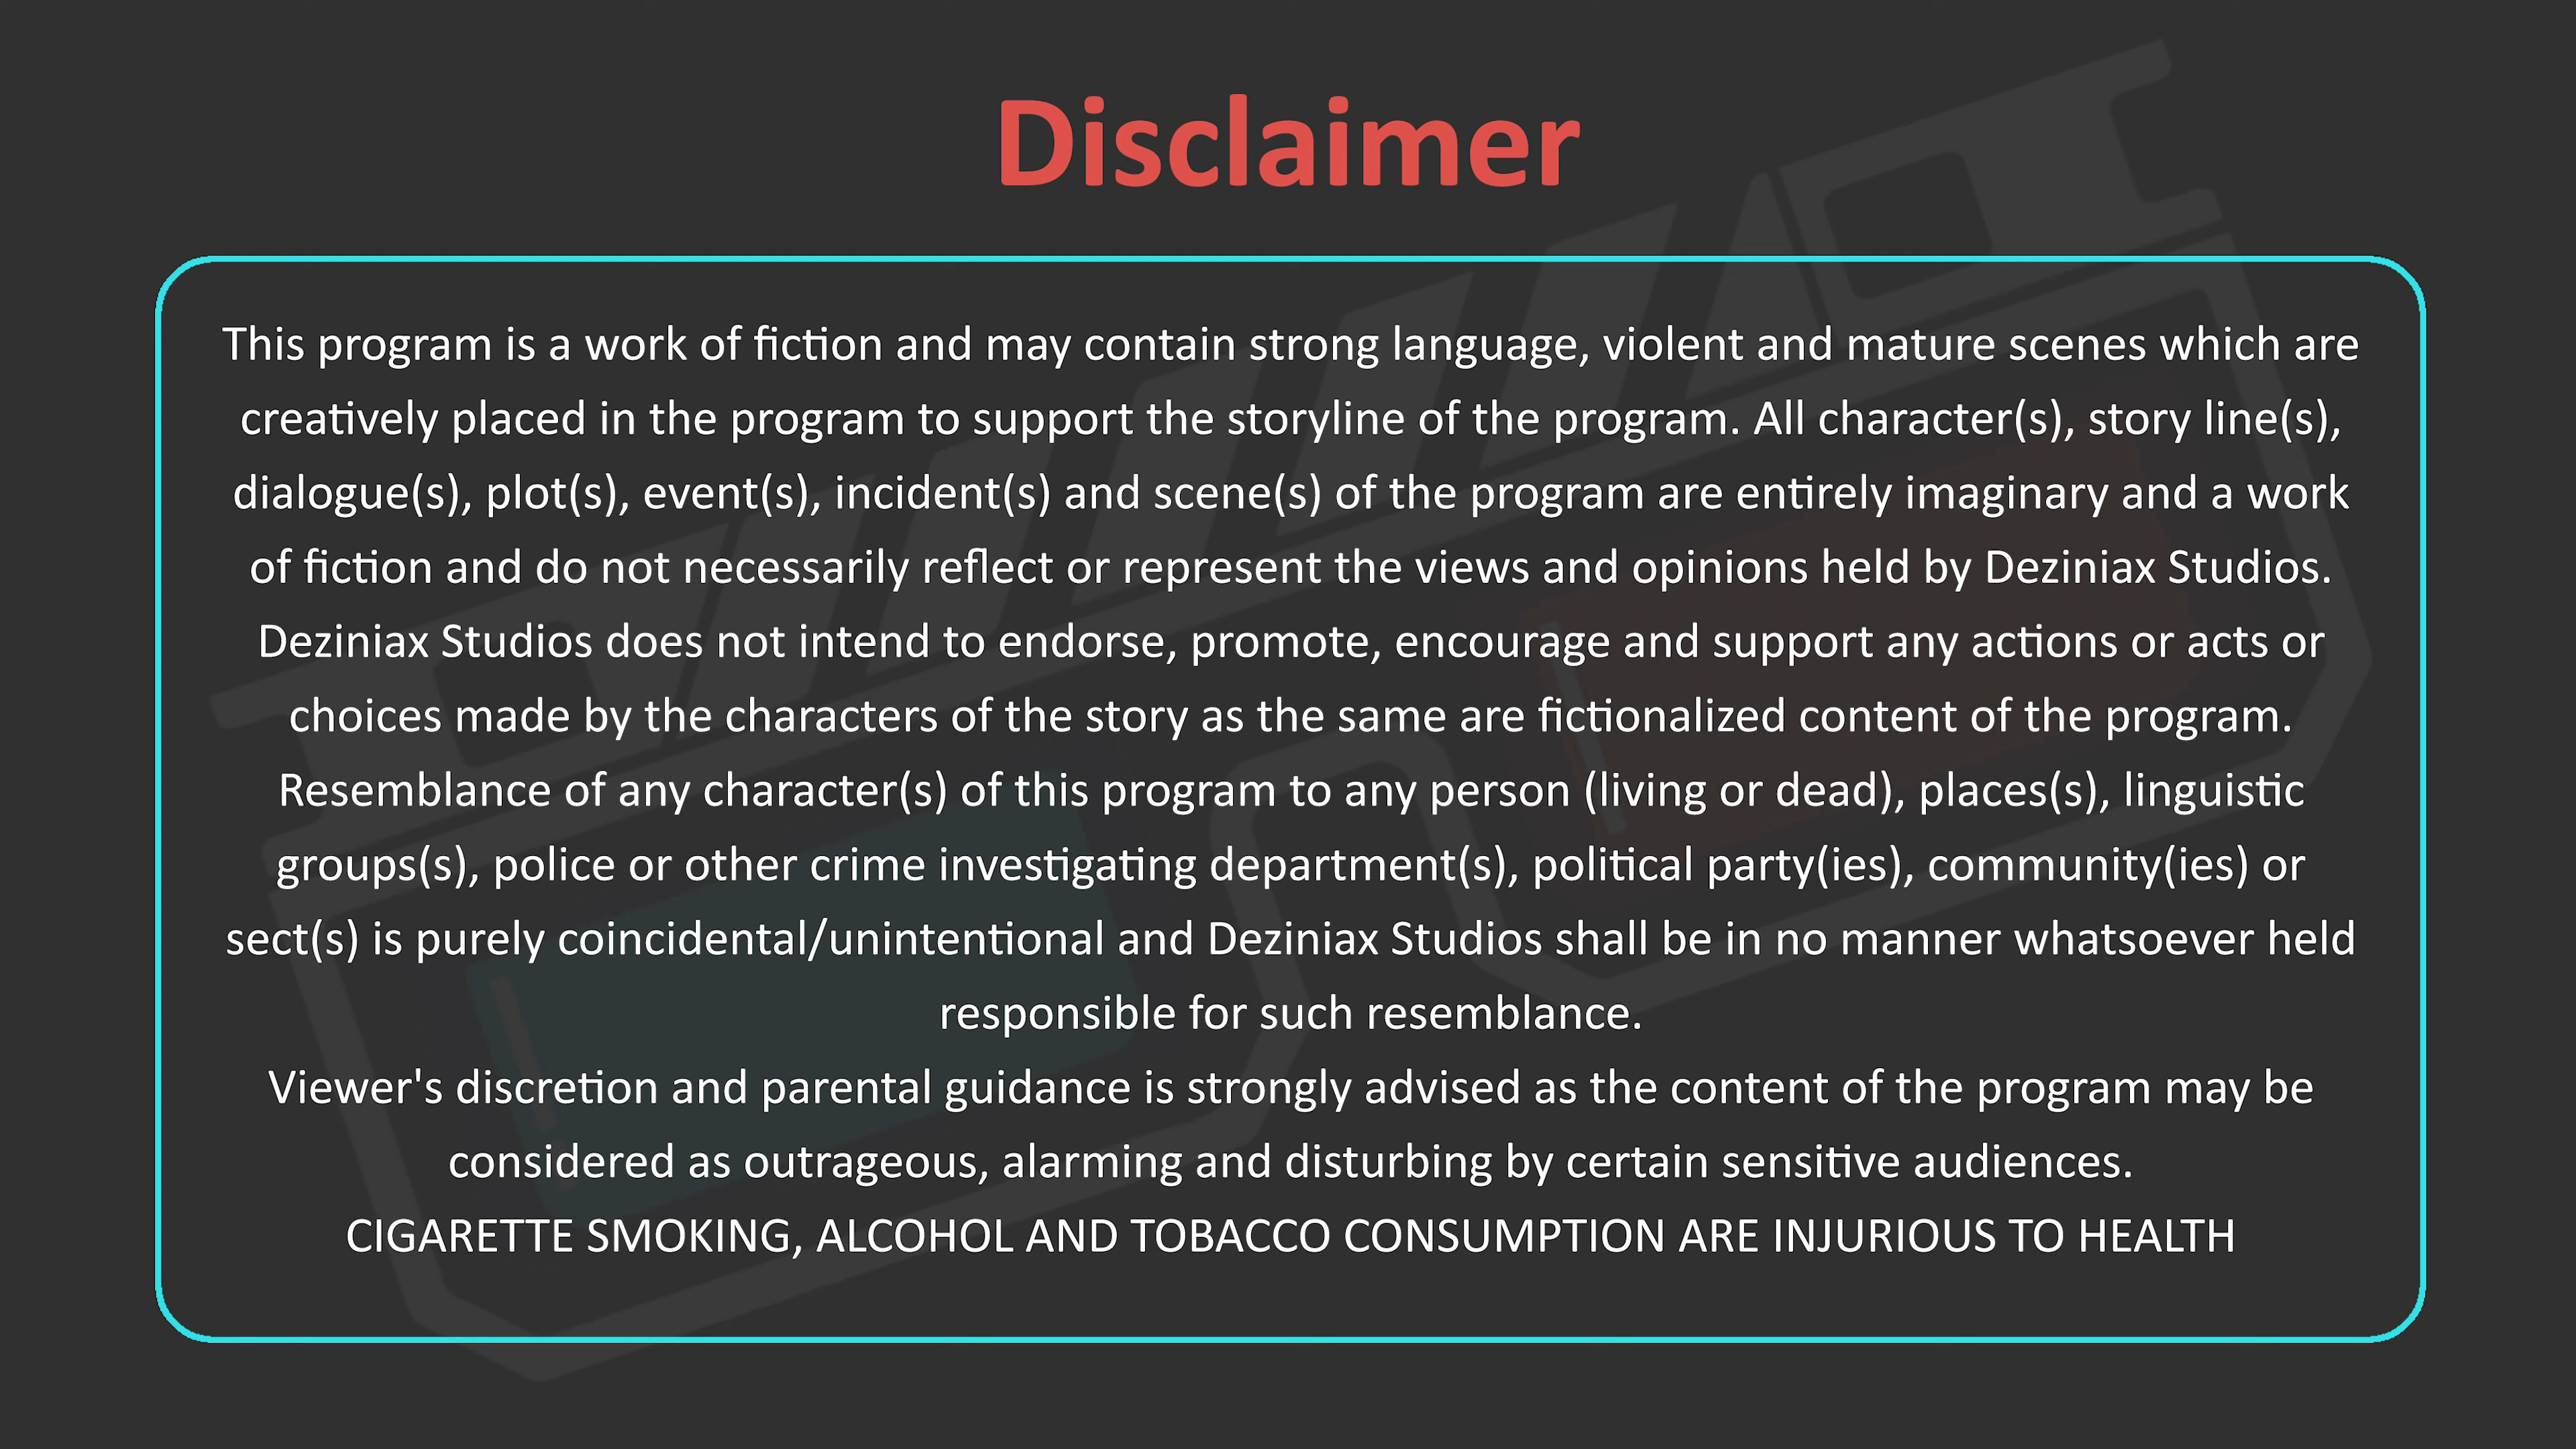 Disclaimer
This program is a work of fiction and may contain strong language, violent and mature scenes which are
creatively placed in the program to support the storyline of the program. All character(s), story line(s),
dialogue(s), plot(s), event(s), incident(s) and scene(s) of the program are entirely imaginary and a work
of fiction and do not necessarily reflect or represent the views and opinions held by Deziniax Studios.
Deziniax Studios does not intend to endorse, promote, encourage and support any actions or acts or
choices made by the characters of the story as the same are fictionalized content of the program.
Resemblance of any character(s) of this program to any person (living or dead), places(s), linguistic
groups(s), police or other crime investigating department(s), political party(ies), community(ies) or
sect(s) is purely coincidental/unintentional and Deziniax Studios shall be in no manner whatsoever held
responsible for such resemblance.
Viewer's discretion and parental guidance is strongly advised as the content of the program may be
considered as outrageous, alarming and disturbing by certain sensitive audiences.
CIGARETTE SMOKING, ALCOHOL AND TOBACCO CONSUMPTION ARE INJURIOUS TO HEALTH